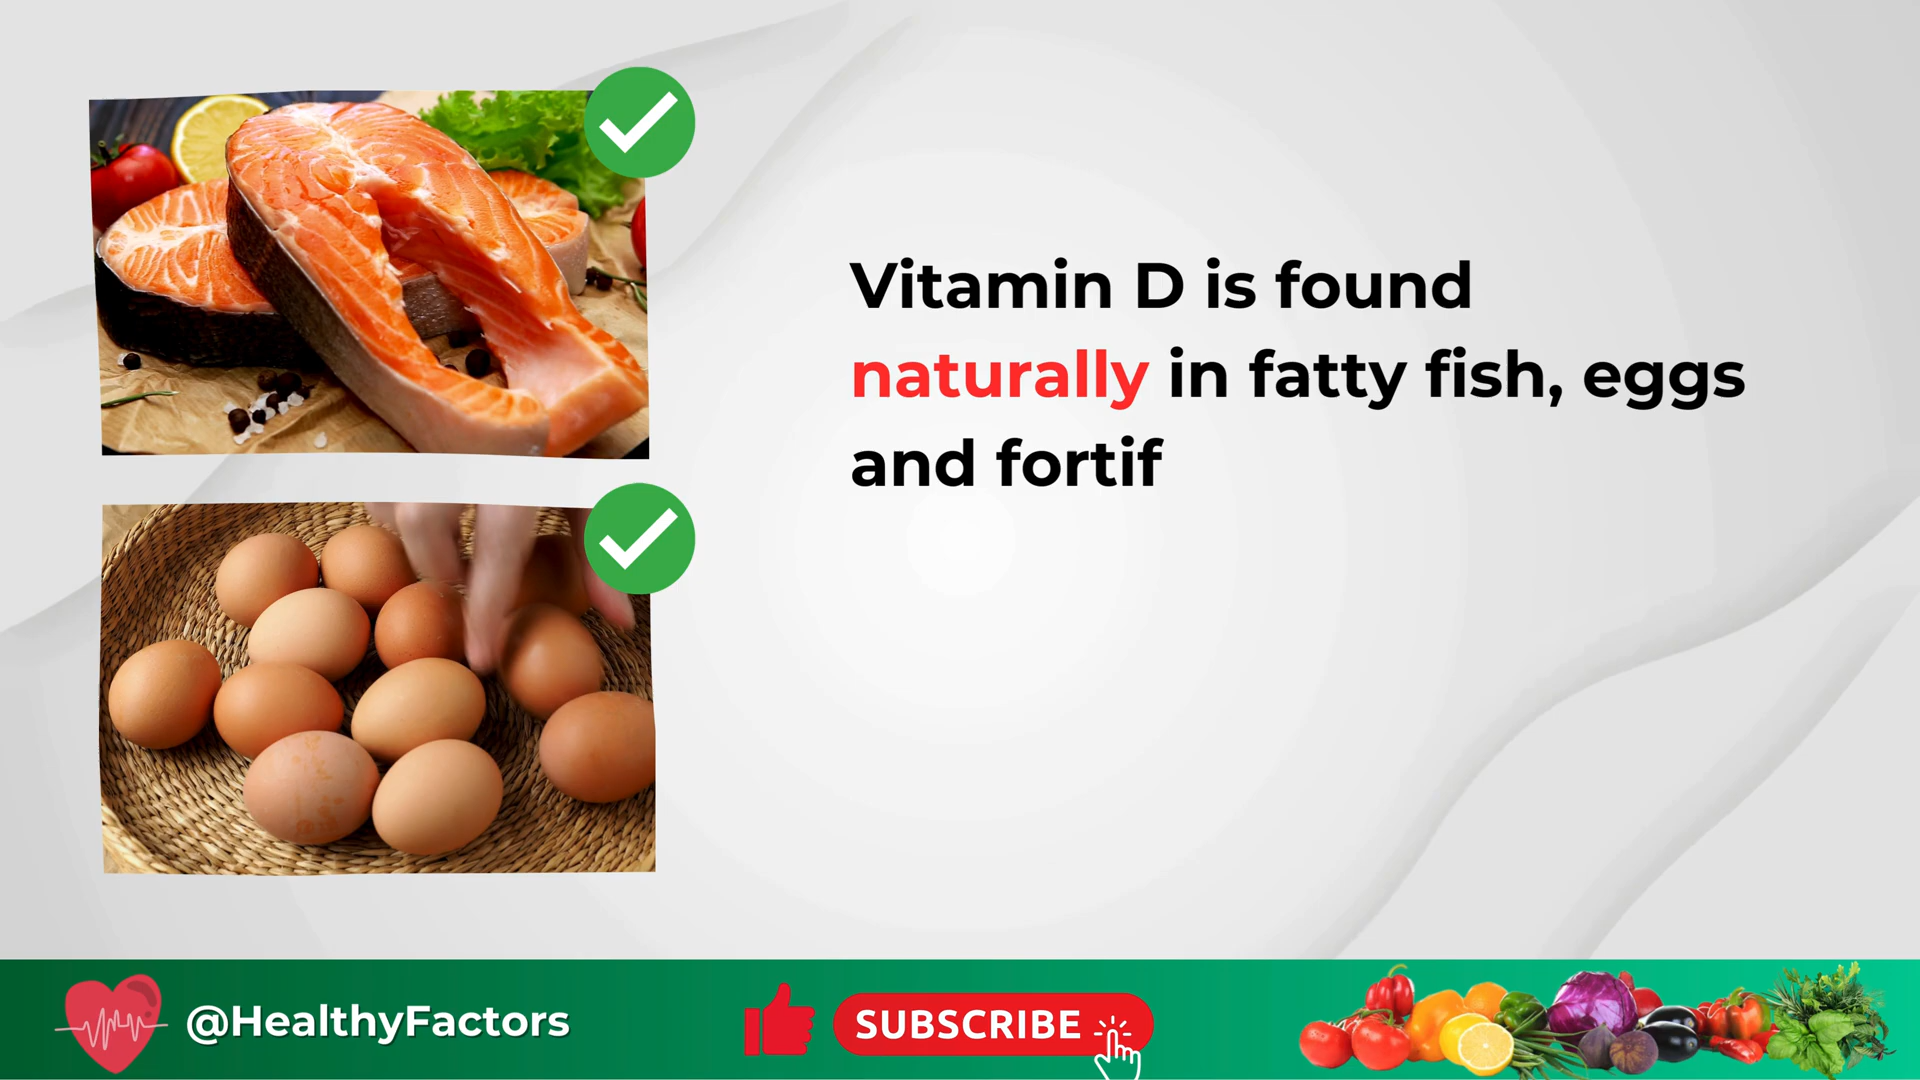 Vitamin D is found
naturally in fatty fish, eggs
and fortif
@HealthyFactors
SUBSCRIBE